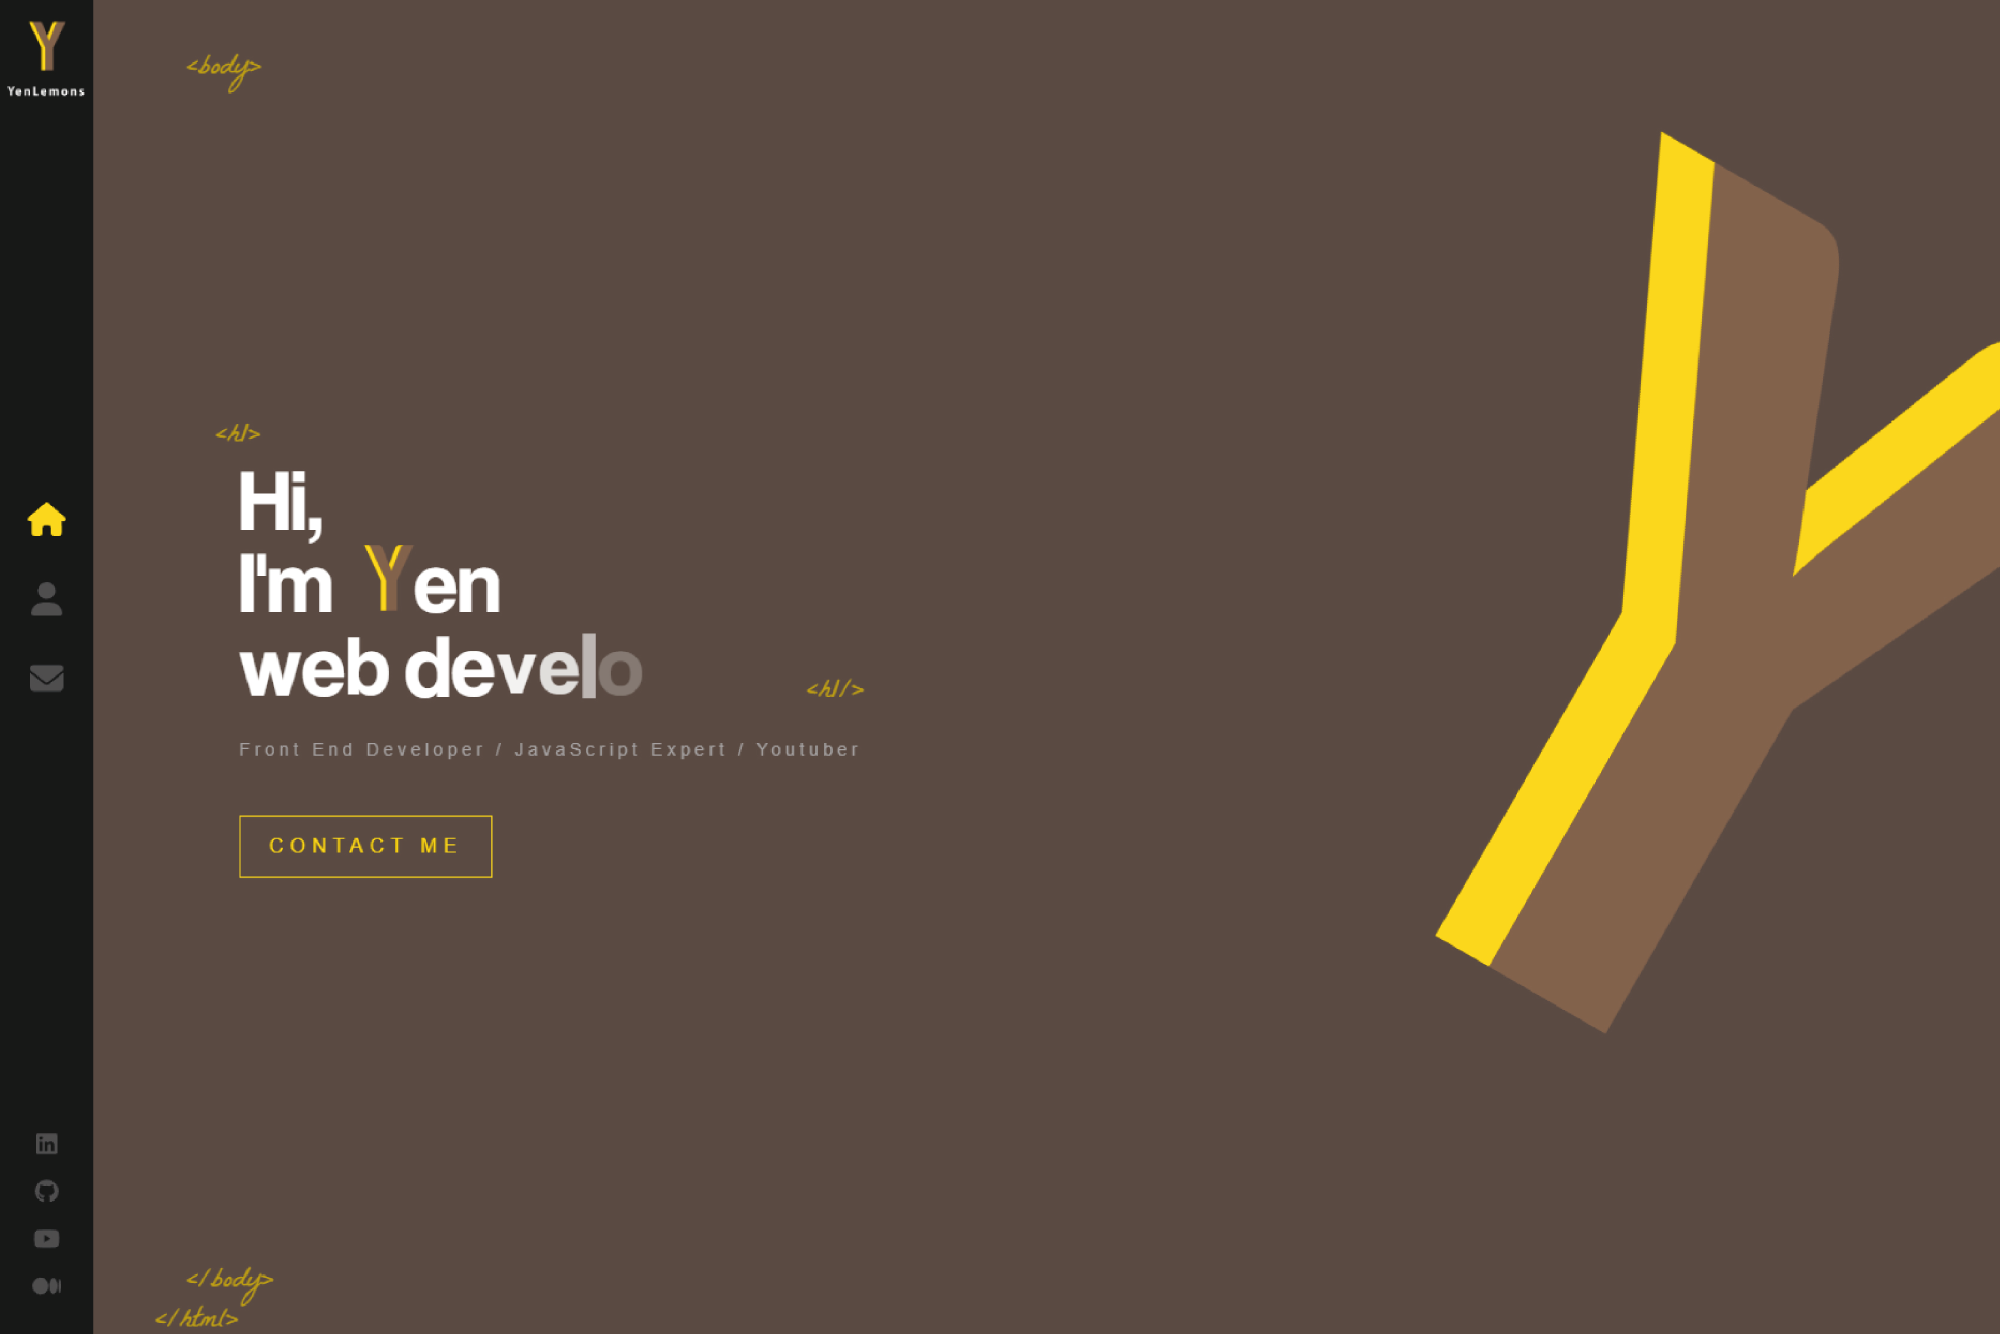 YenLemons
<body>
<h1>
Hi,
I'm Yen
web develo
<h1/>
Front End Developer / JavaScript Expert / Youtuber
CONTACT ME
</body>
</html>